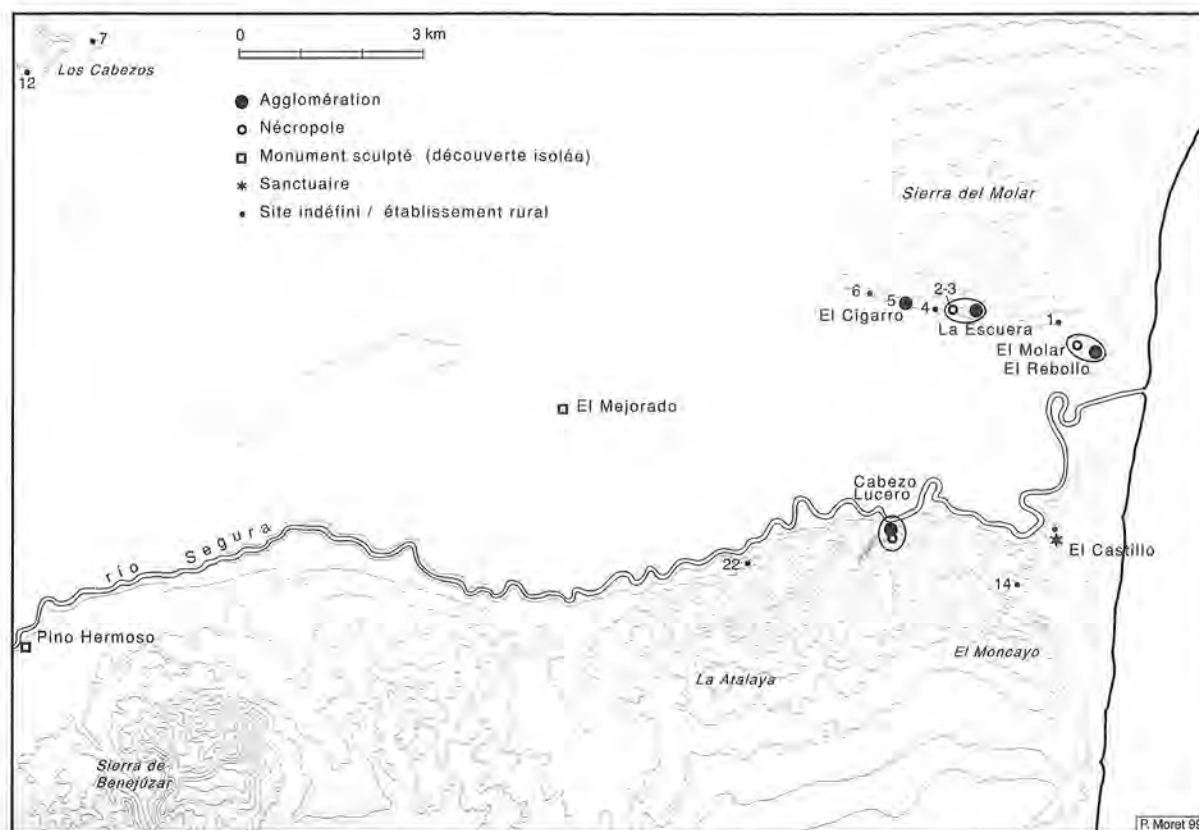 0 3 km
7
12
Los Cabezos
Agglomération
Nécropole
Monument sculpté (découverte isolée)
Sanctuaire
Site indéfini / établissement rural
Sierra del Molar
6
5
2-3
4
El Cigarro
La Escuera
1
El Molar
El Rebollo
El Mejorado
Cabezo
Lucero
río Segura
22
El Castillo
14
Pino Hermoso
El Moncayo
La Atalaya
Sierra de
Benejúzar
P. Moret 99